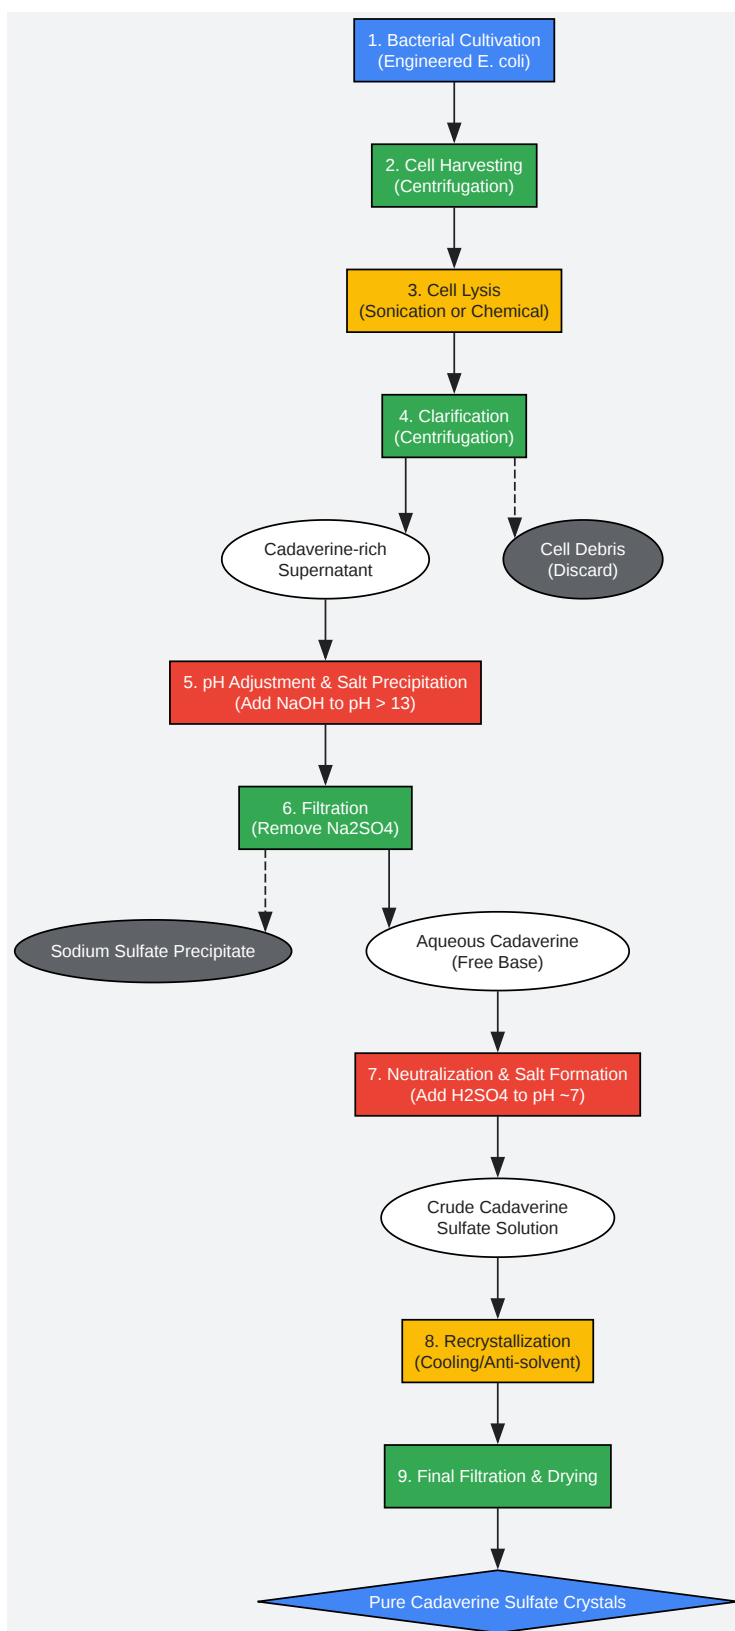 1. Bacterial Cultivation
(Engineered E. coli)
2. Cell Harvesting
(Centrifugation)
3. Cell Lysis
(Sonication or Chemical)
4. Clarification
(Centrifugation)
Cadaverine-rich
Supernatant
Cell Debris
(Discard)
5. pH Adjustment & Salt Precipitation
(Add NaOH to pH > 13)
6. Filtration
(Remove Na2SO4)
Sodium Sulfate Precipitate
Aqueous Cadaverine
(Free Base)
7. Neutralization & Salt Formation
(Add H2SO4 to pH ~7)
Crude Cadaverine
Sulfate Solution
8. Recrystallization
(Cooling/Anti-solvent)
9. Final Filtration & Drying
Pure Cadaverine Sulfate Crystals